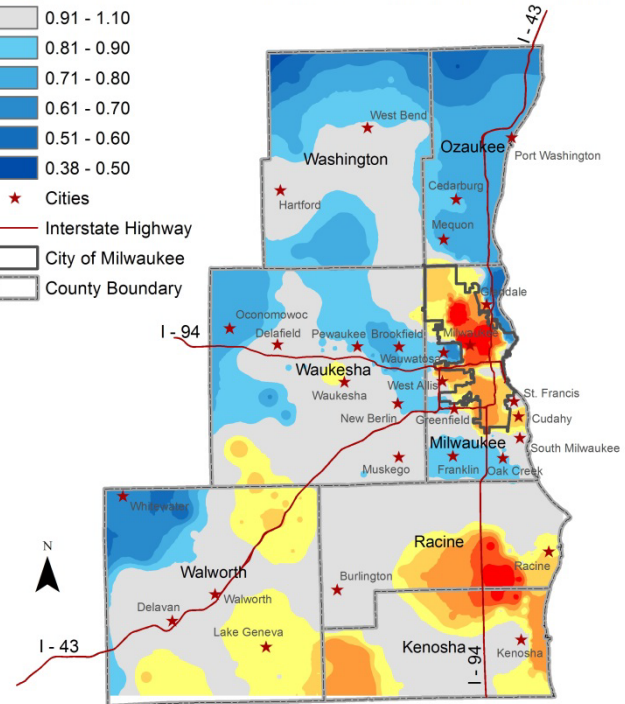 0.91 - 1.10
0.81 - 0.90
0.71 - 0.80
0.61 - 0.70
0.51 - 0.60
0.38 - 0.50
Cities
Interstate Highway
City of Milwaukee
County Boundary
I - 43
West Bend
Washington
Ozaukee
Port Washington
Hartford
Cedarburg
Mequon
Glendale
Oconomowoc
I - 94
Delafield
Pewaukee
Brookfield
Milwaukee
Wauwatosa
Waukesha
Waukesha
West Allis
St. Francis
New Berlin
Greenfield
Cudahy
Milwaukee
South Milwaukee
Muskego
Franklin
Oak Creek
Whitewater
N
Racine
Racine
Walworth
Burlington
Walworth
Delavan
Lake Geneva
Kenosha
Kenosha
I - 43
I - 94